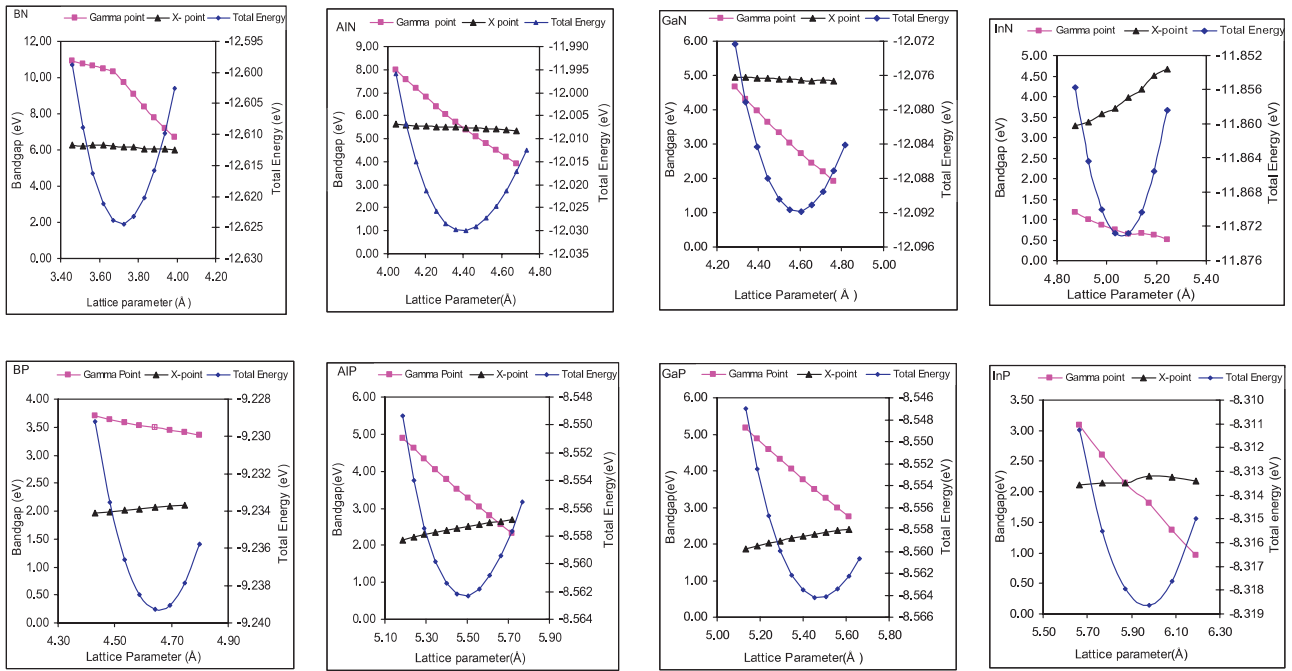 BN
Gamma point X-point Total Energy
12.00
10.00
8.00
6.00
4.00
2.00
0.00
Bandgap (eV)
-12,595
-12,600
-12,605
-12,610
-12,615
-12,620
-12,625
-12,630
Total Energy (eV)
3.40 3.60 3.80 4.00 4.20
Lattice parameter (Å)
AlN
Gamma point X point Total Energy
9.00
8.00
7.00
6.00
5.00
4.00
3.00
2.00
1.00
0.00
Bandgap (eV)
-11.990
-11.995
-12.000
-12.005
-12.010
-12.015
-12.020
-12.025
-12.030
-12.035
Total Energy (eV)
4.00 4.20 4.40 4.60 4.80
Lattice Parameter(Å)
GaN
Gamma point X-point Total Energy
6.00
5.00
4.00
3.00
2.00
1.00
0.00
Bandgap (eV)
-12.072
-12.076
-12.080
-12.084
-12.088
-12.092
-12.096
Total Energy (eV)
4.20 4.40 4.60 4.80 5.00
Lattice Parameter( Å )
InN
Gamma point X-point Total Energy
5.00
4.50
4.00
3.50
3.00
2.50
2.00
1.50
1.00
0.50
0.00
Bandgap (eV)
-11.852
-11.856
-11.860
-11.864
-11.868
-11.872
-11.876
Total Energy (eV)
4.80 5.00 5.20 5.40
Lattice Parameter (Å)
BP
Gamma Point X-point Total Energy
4.00
3.50
3.00
2.50
2.00
1.50
1.00
0.50
0.00
Bandgap (eV)
-9.228
-9.230
-9.232
-9.234
-9.236
-9.238
-9.240
Total Energy (eV)
4.30 4.50 4.70 4.90
Lattice Parameter (Å)
AlP
Gamma Point X-point Total Energy
6.00
5.00
4.00
3.00
2.00
1.00
0.00
Bandgap(eV)
-8.548
-8.550
-8.552
-8.554
-8.556
-8.558
-8.560
-8.562
-8.564
Total Energy(eV)
5.10 5.30 5.50 5.70 5.90
Lattice Parameter(Å)
GaP
Gamma Point X-point Total Energy
6.00
5.00
4.00
3.00
2.00
1.00
0.00
Bandgap(eV)
-8.546
-8.548
-8.550
-8.552
-8.554
-8.556
-8.558
-8.560
-8.562
-8.564
-8.566
Total Energy(eV)
5.00 5.20 5.40 5.60 5.80
Lattice Parameter (Å)
InP
Gamma point X-point Total Energy
3.50
3.00
2.50
2.00
1.50
1.00
0.50
0.00
Bandgap(eV)
-8.310
-8.311
-8.312
-8.313
-8.314
-8.315
-8.316
-8.317
-8.318
-8.319
Total energy (eV)
5.50 5.70 5.90 6.10 6.30
Lattice parameter(Å)